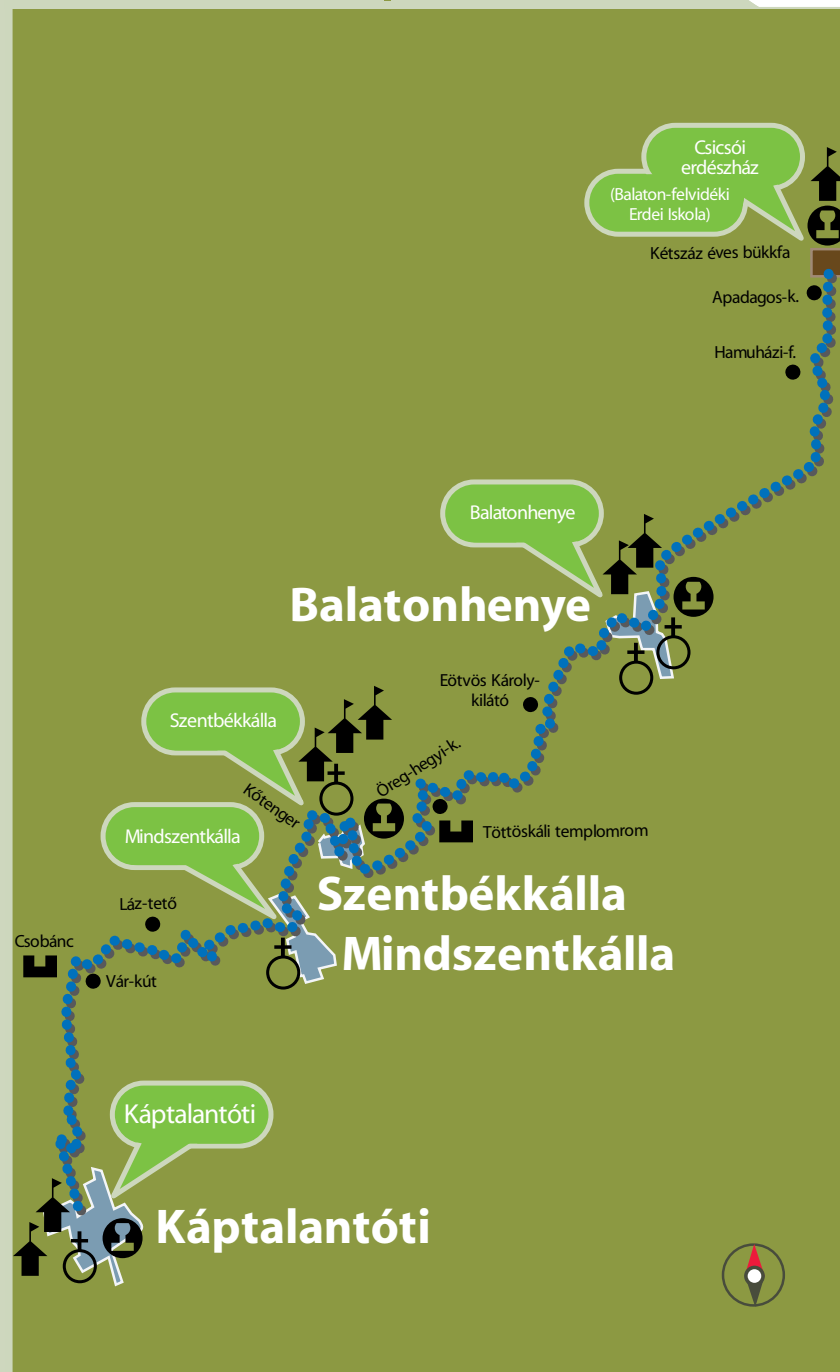 Csicsói
erdészház
(Balaton-felvidéki
Erdei Iskola)
Kétszáz éves bükkfa
Apadagos-k.
Hamuházi-f.
Balatonhenye
Balatonhenye
Eötvös Károly-
kilátó
Szentbékkálla
Öreg-hegyi-k.
Kőtenger
Töttöskáli templomrom
Mindszentkálla
Szentbékkálla
Láz-tető
Csobánc
Mindszentkálla
Vár-kút
Káptalantóti
Káptalantóti